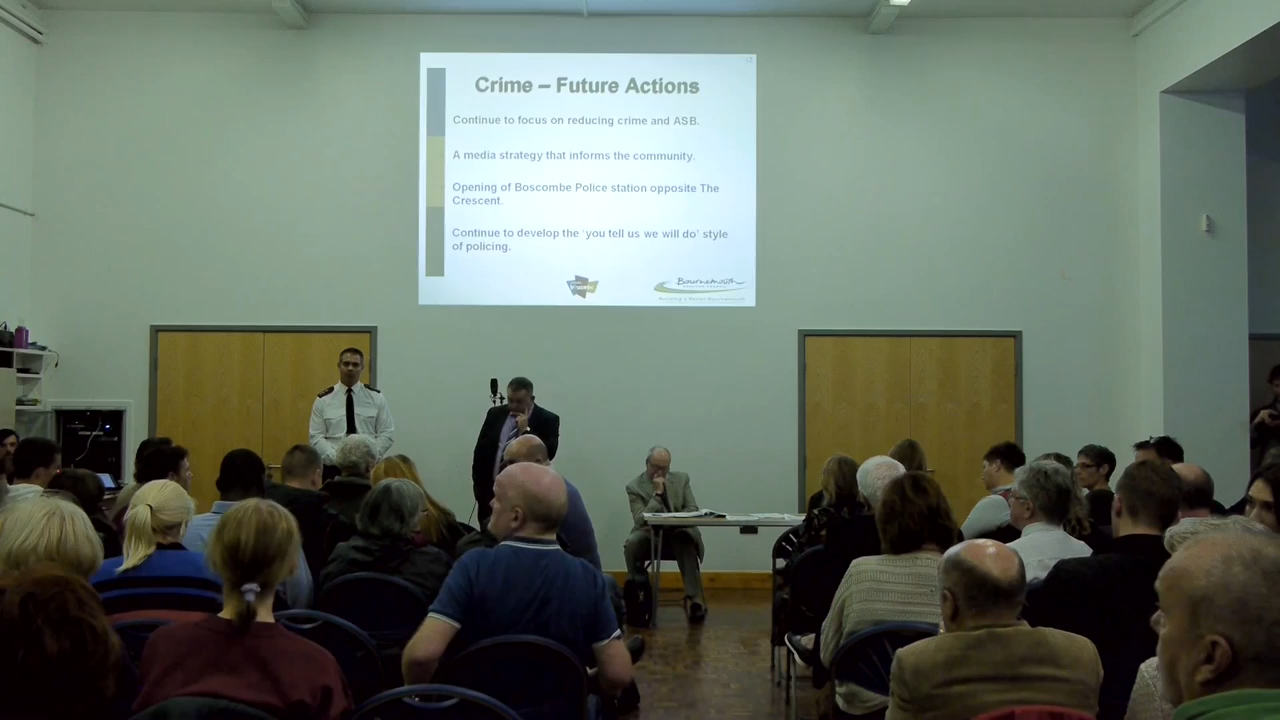 Crime – Future Actions
Continue to focus on reducing crime and ASB.
A media strategy that informs the community.
Opening of Boscombe Police station opposite The
Crescent.
Continue to develop the 'you tell us we will do' style
of policing.
Bournemouth